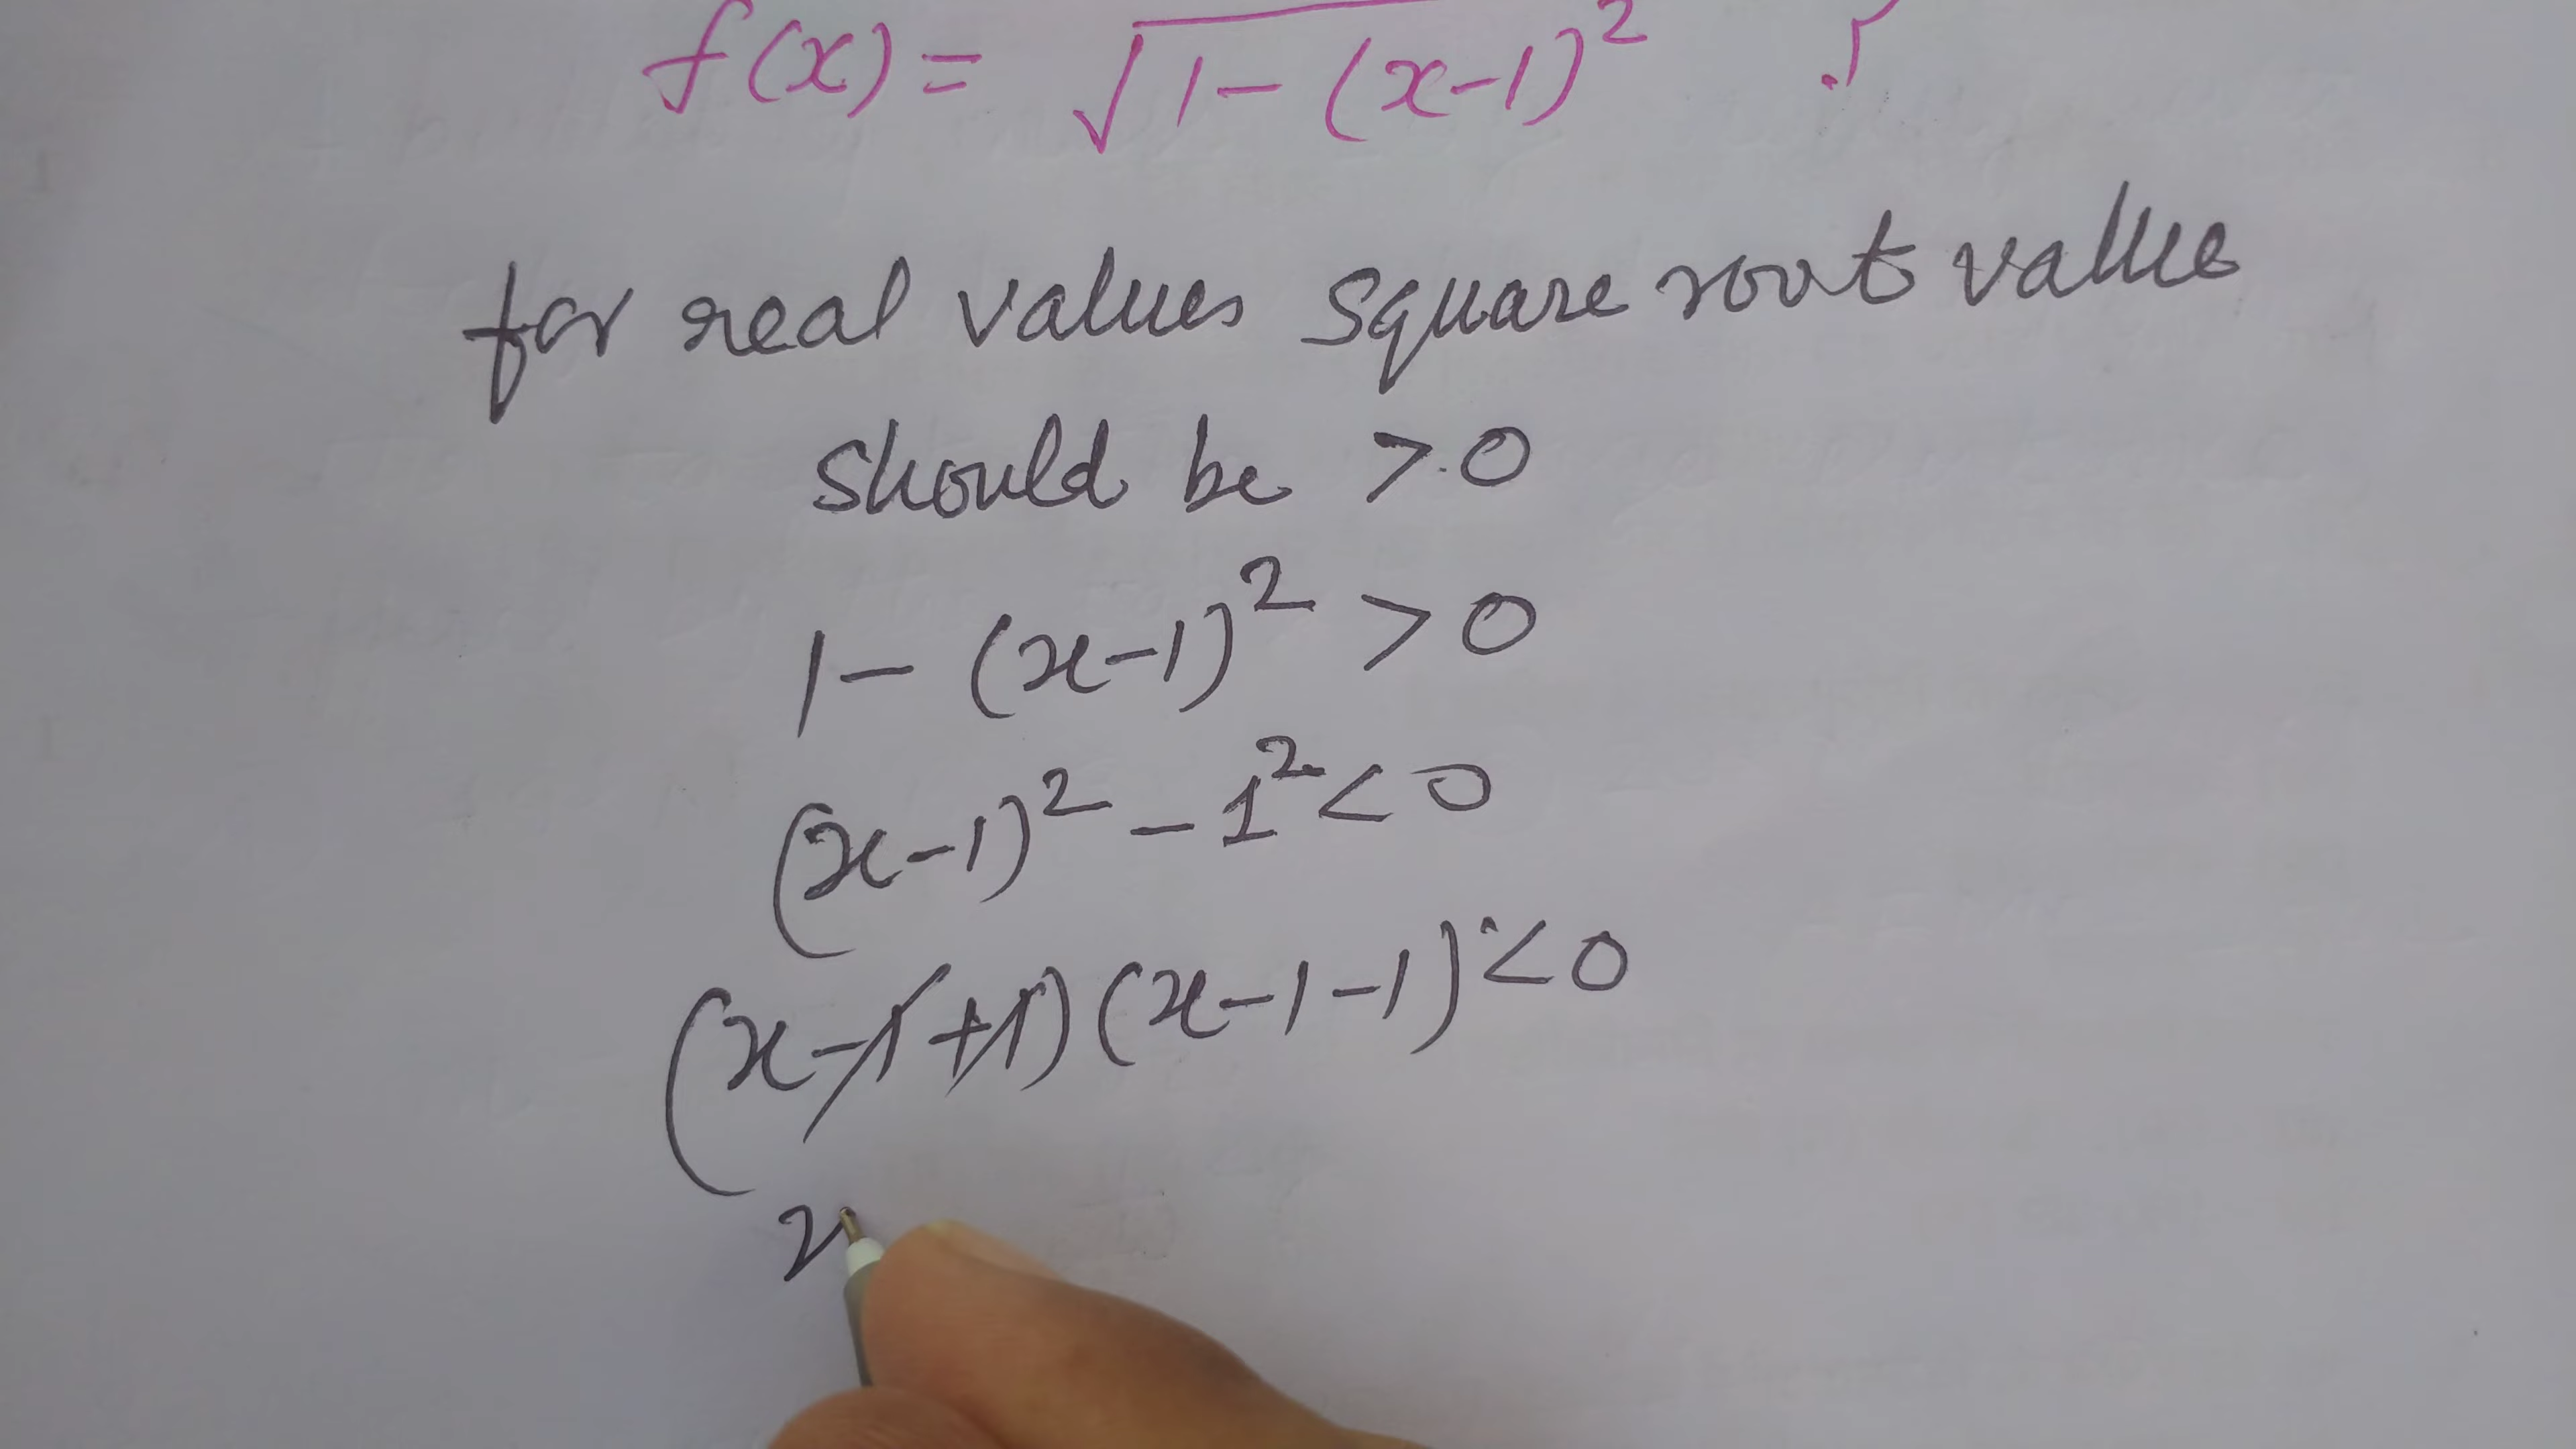 f(x) = √1-(x-1)²
for real values square root value
should be >0
1-(x-1)² >0
(x-1)² - 1² <0
(x-1+1)(x-1-1) <0
x